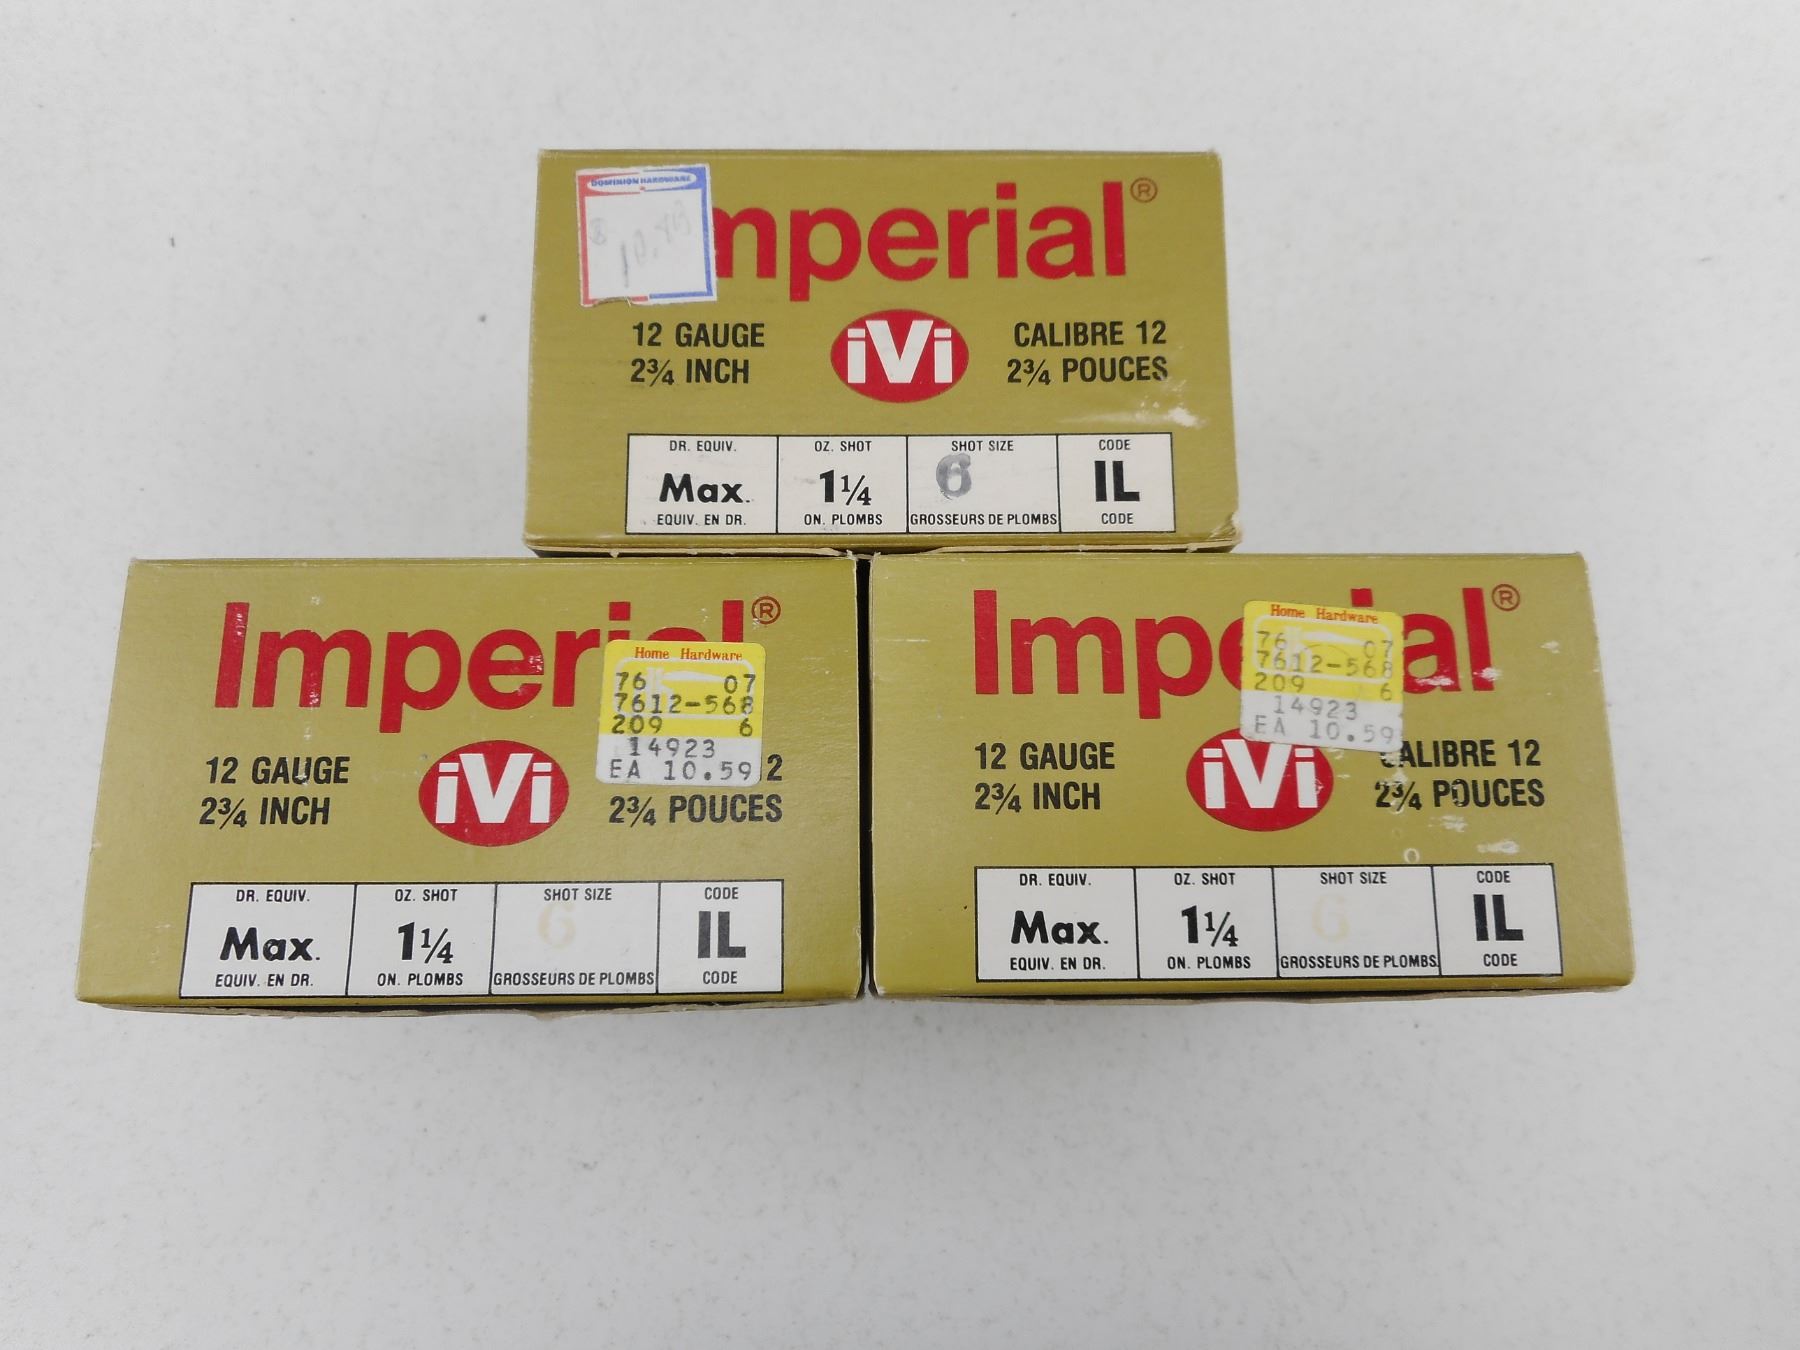 DOMINION HARDWARE
$
10.
mperial®
12 GAUGE
2¾ INCH
iVi
CALIBRE 12
2¾ POUCES
DR. EQUIV.
Max.
EQUIV. EN DR.
OZ. SHOT
1¼
ON. PLOMBS
SHOT SIZE
6
GROSSEURS DE PLOMBS
CODE
IL
CODE
Imperial®
Home Hardware
76 07
7612-568
209 6
14923
EA 10.59
12 GAUGE
2¾ INCH
iVi
2
2¾ POUCES
DR. EQUIV.
Max.
EQUIV. EN DR.
OZ. SHOT
1¼
ON. PLOMBS
SHOT SIZE
6
GROSSEURS DE PLOMBS
CODE
IL
CODE
Imperial®
Home Hardware
76 07
7612-568
209 6
14923
EA 10.59
12 GAUGE
2¾ INCH
iVi
CALIBRE 12
2¾ POUCES
DR. EQUIV.
Max.
EQUIV. EN DR.
OZ. SHOT
1¼
ON. PLOMBS
SHOT SIZE
6
GROSSEURS DE PLOMBS
CODE
IL
CODE